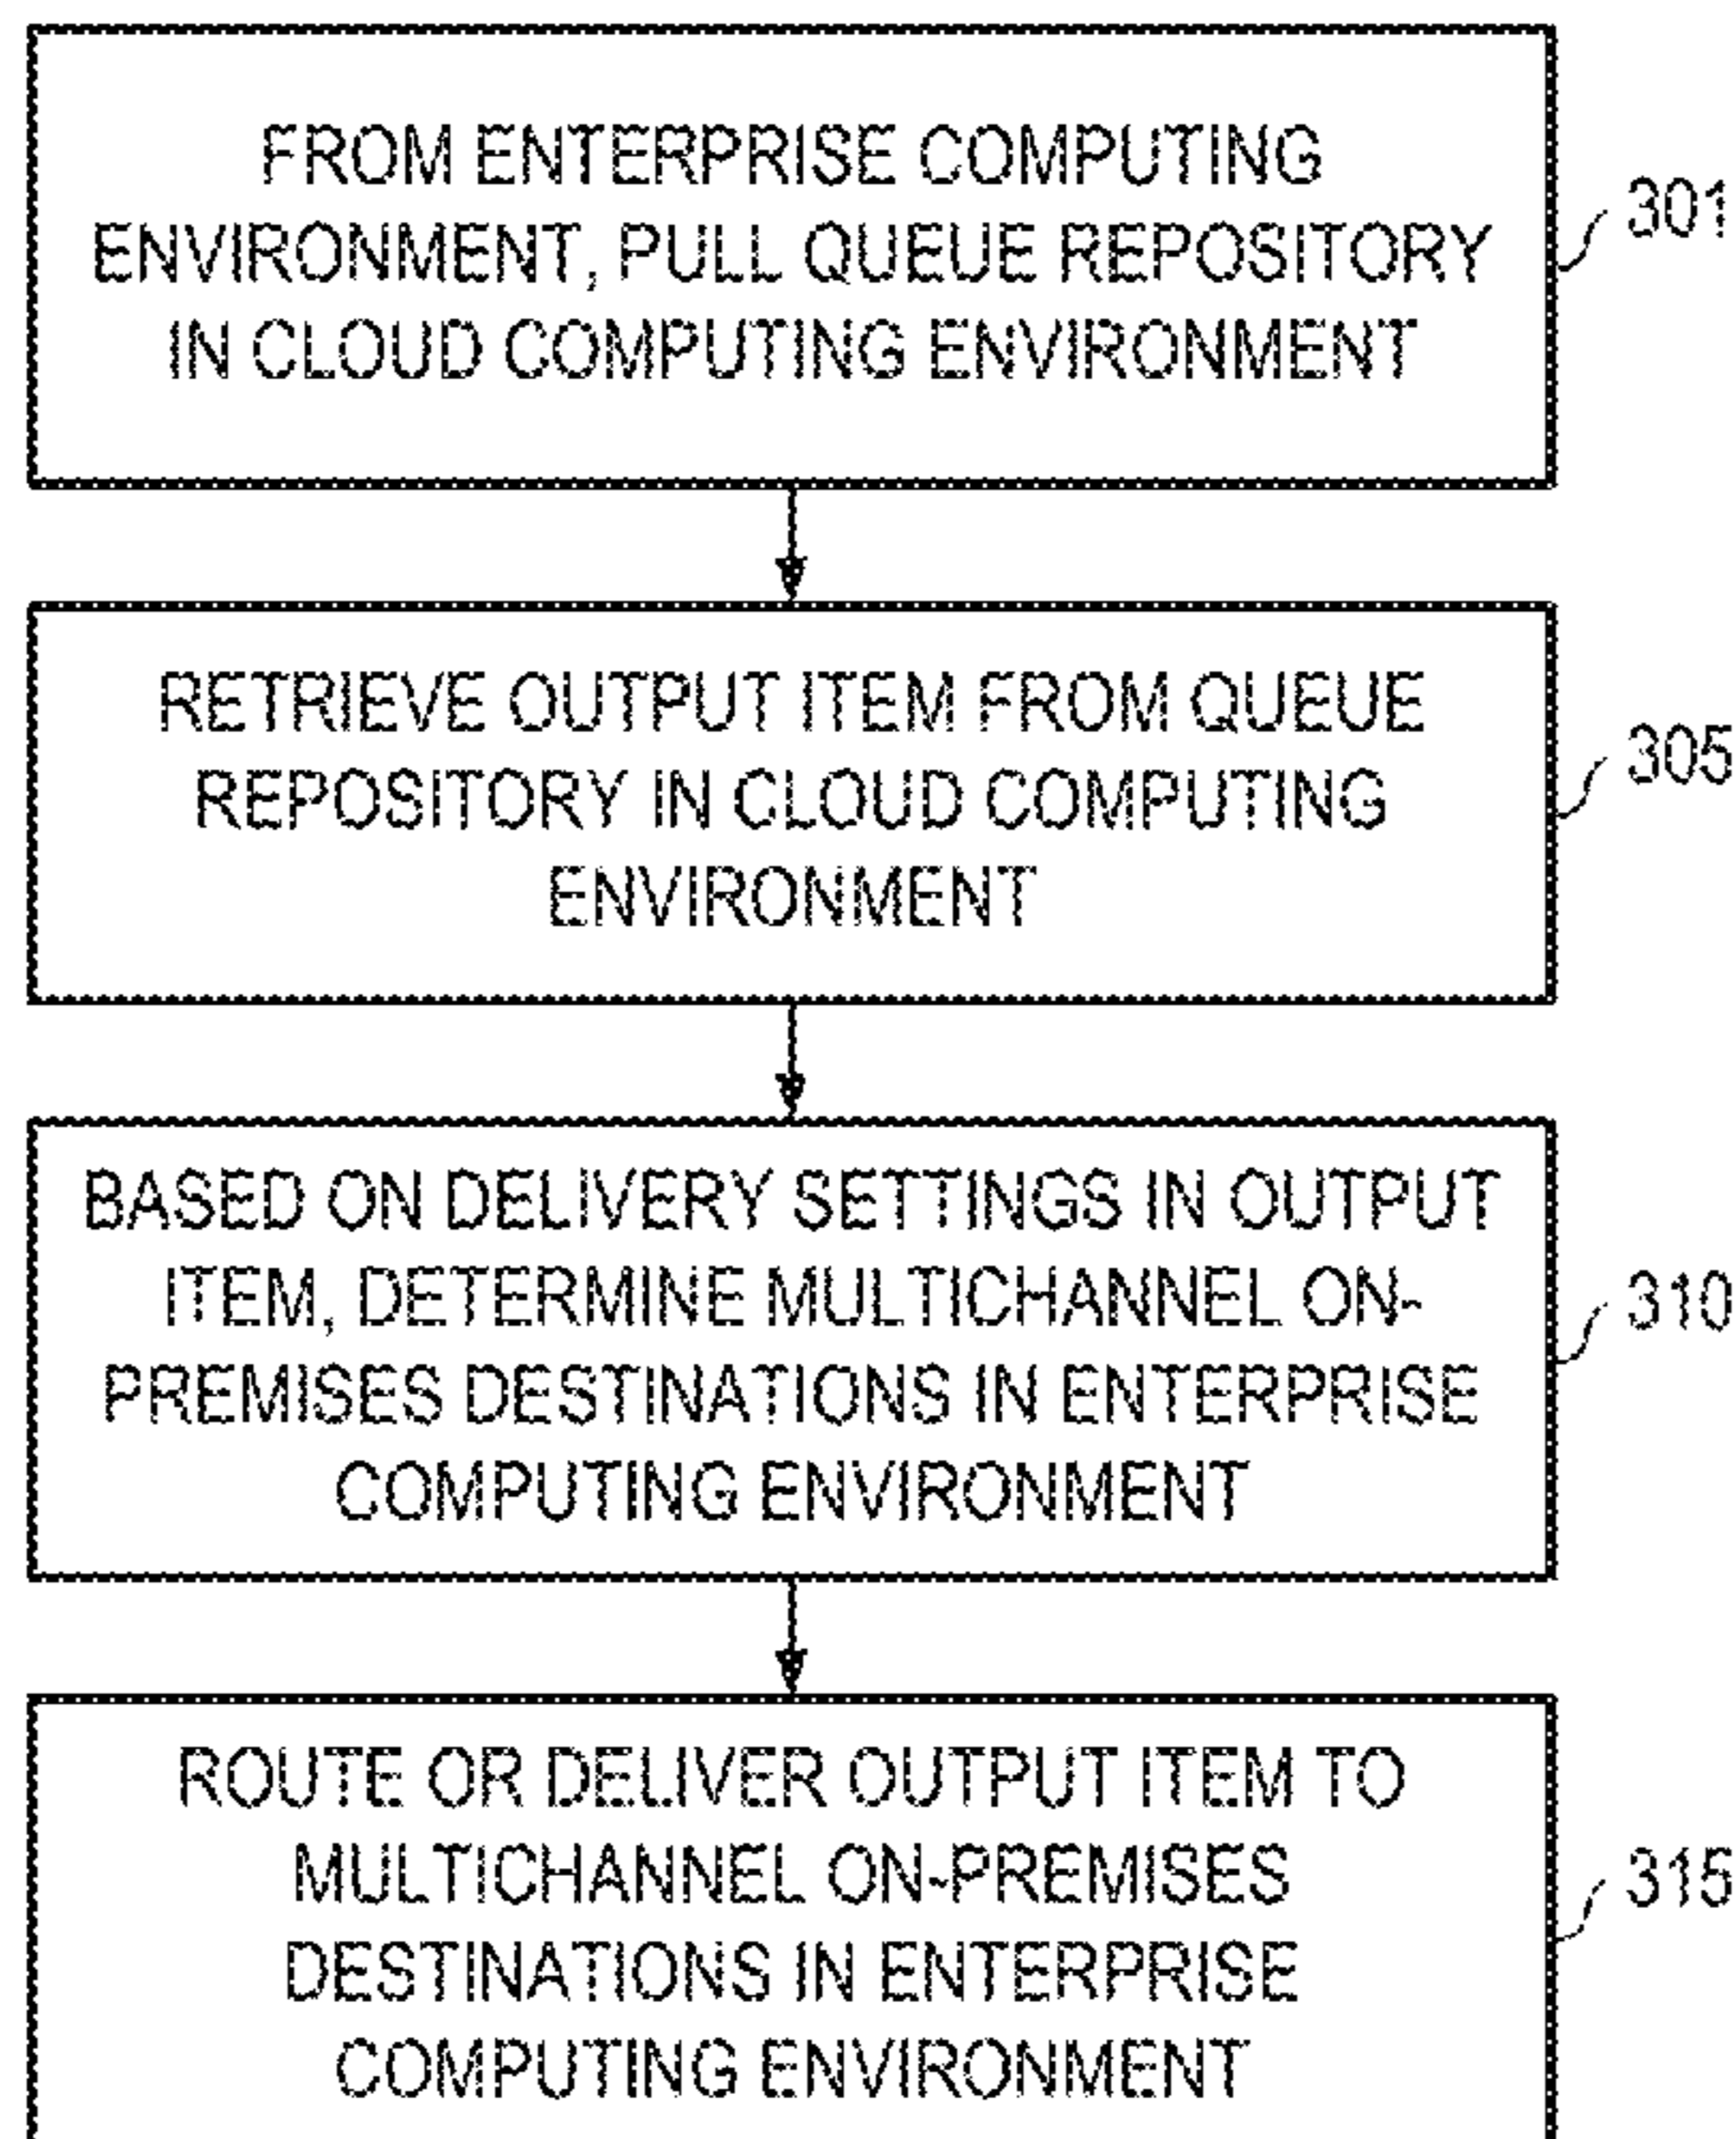 FROM ENTERPRISE COMPUTING
ENVIRONMENT, PULL QUEUE REPOSITORY
IN CLOUD COMPUTING ENVIRONMENT
301
RETRIEVE OUTPUT ITEM FROM QUEUE
REPOSITORY IN CLOUD COMPUTING
ENVIRONMENT
305
BASED ON DELIVERY SETTINGS IN OUTPUT
ITEM, DETERMINE MULTICHANNEL ON-
PREMISES DESTINATIONS IN ENTERPRISE
COMPUTING ENVIRONMENT
310
ROUTE OR DELIVER OUTPUT ITEM TO
MULTICHANNEL ON-PREMISES
DESTINATIONS IN ENTERPRISE
COMPUTING ENVIRONMENT
315